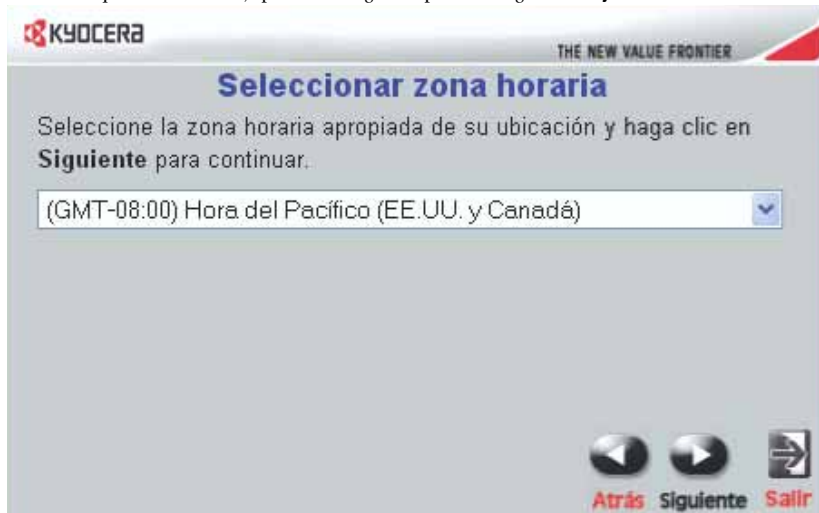 KYOCERA
THE NEW VALUE FRONTIER
Seleccionar zona horaria
Seleccione la zona horaria apropiada de su ubicación y haga clic en
Siguiente para continuar.
(GMT-08:00) Hora del Pacífico (EE.UU. y Canadá)
Atrás Siguiente Salir